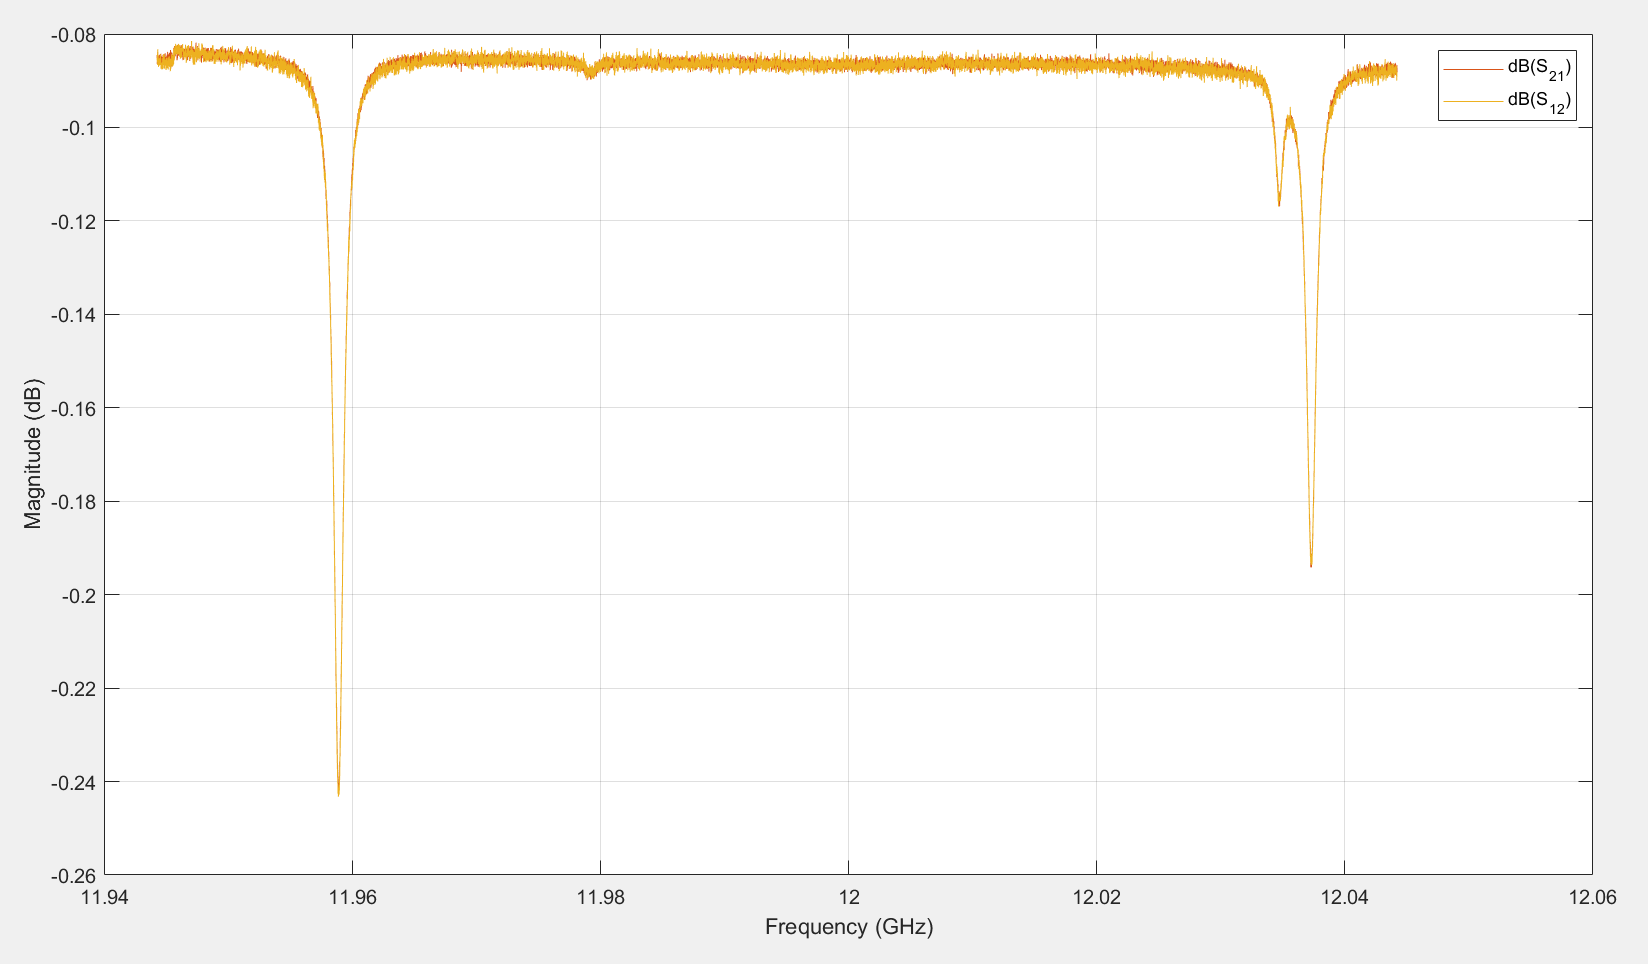 -0.08
-0.1
-0.12
-0.14
-0.16
-0.18
-0.2
-0.22
-0.24
-0.26
Magnitude (dB)
dB(S21)
dB(S12)
11.94 11.96 11.98 12 12.02 12.04 12.06
Frequency (GHz)